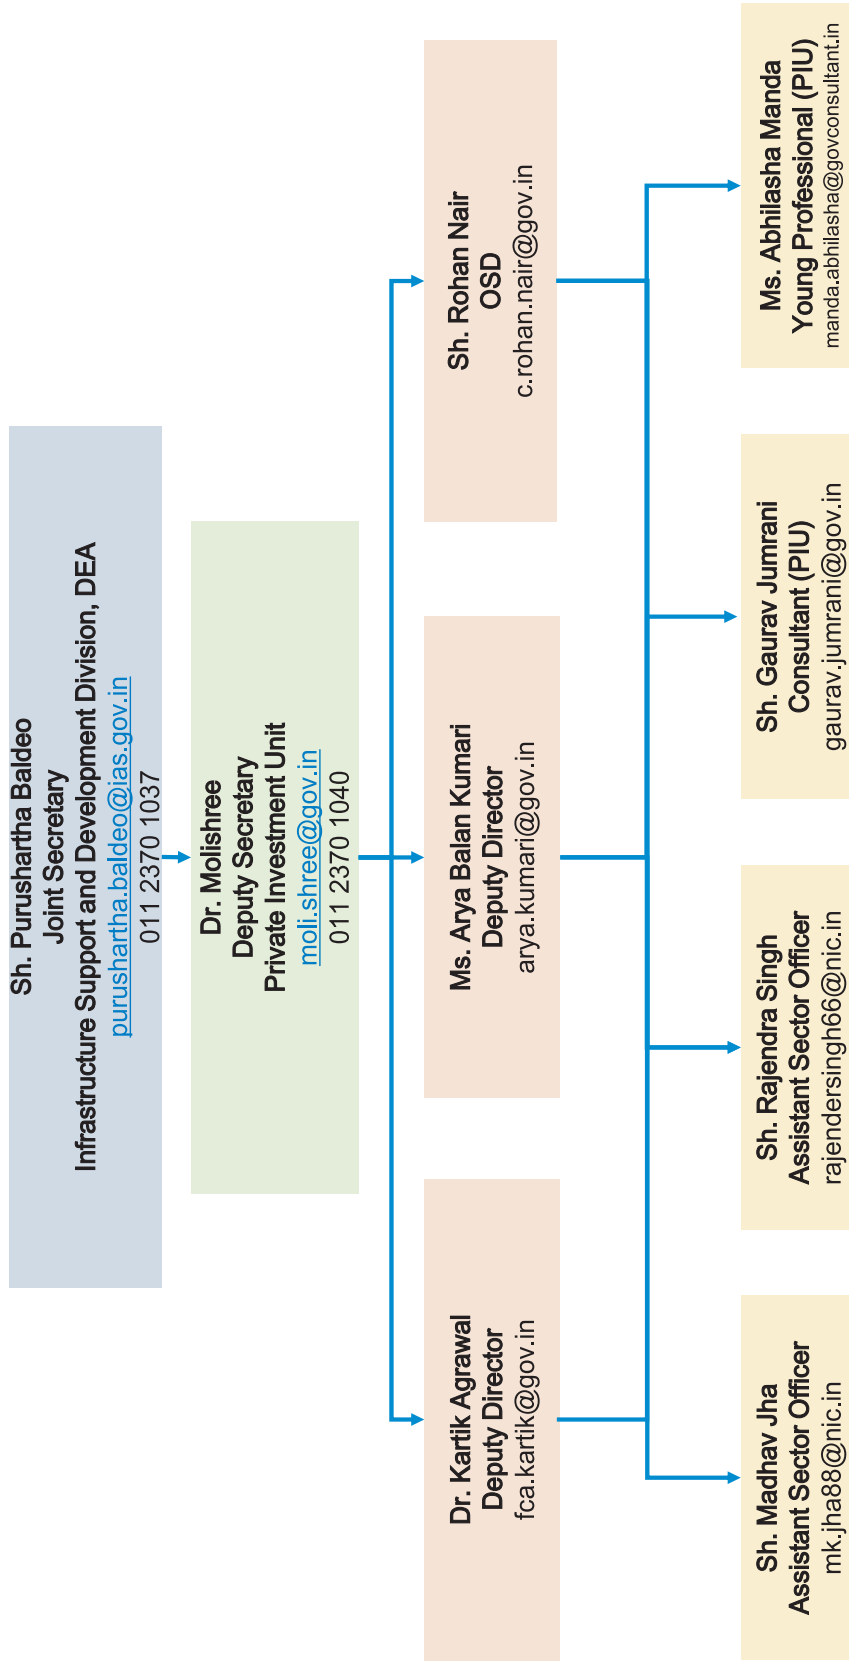 Sh. Purushartha Baldeo
Joint Secretary
Infrastructure Support and Development Division, DEA
purushartha.baldeo@ias.gov.in
011 2370 1037
Dr. Molishree
Deputy Secretary
Private Investment Unit
moli.shree@gov.in
011 2370 1040
Dr. Kartik Agrawal
Deputy Director
fca.kartik@gov.in
Ms. Arya Balan Kumari
Deputy Director
arya.kumari@gov.in
Sh. Rohan Nair
OSD
c.rohan.nair@gov.in
Sh. Madhav Jha
Assistant Sector Officer
mk.jha88@nic.in
Sh. Rajendra Singh
Assistant Sector Officer
rajendersingh66@nic.in
Sh. Gaurav Jumrani
Consultant (PIU)
gaurav.jumrani@gov.in
Ms. Abhilasha Manda
Young Professional (PIU)
manda.abhilasha@govconsultant.in